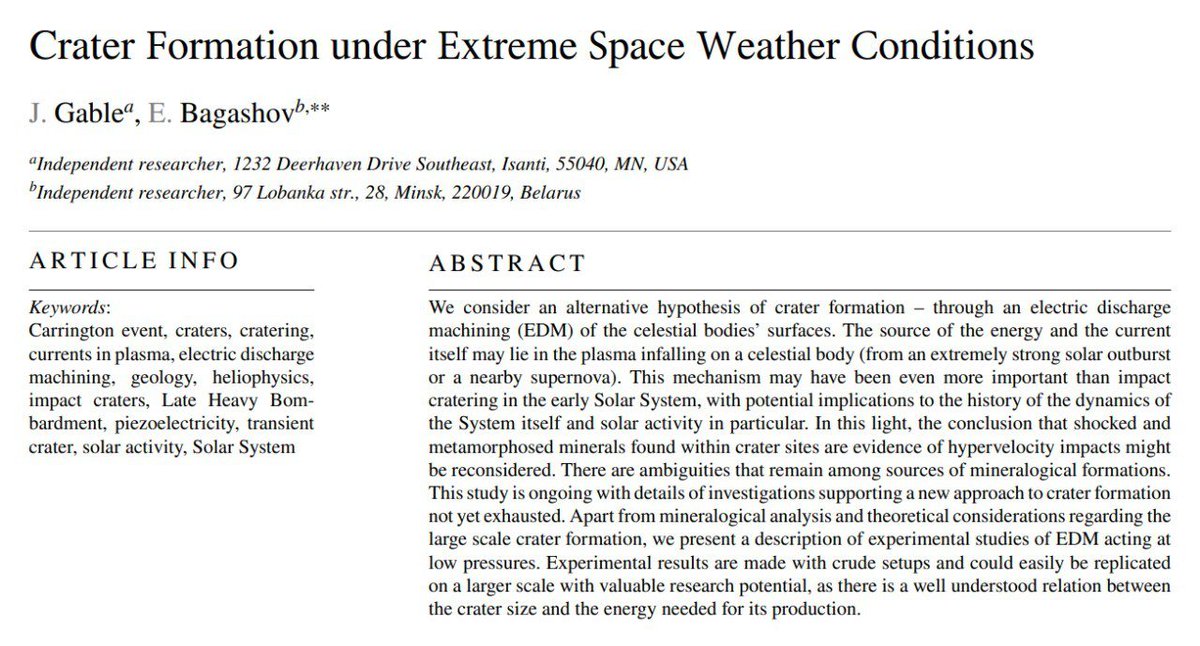 Crater Formation under Extreme Space Weather Conditions
J. Gableᵃ, E. Bagashovᵇ,**
ᵃIndependent researcher, 1232 Deerhaven Drive Southeast, Isanti, 55040, MN, USA
ᵇIndependent researcher, 97 Lobanka str., 28, Minsk, 220019, Belarus
ARTICLE INFO
Keywords:
Carrington event, craters, cratering,
currents in plasma, electric discharge
machining, geology, heliophysics,
impact craters, Late Heavy Bom-
bardment, piezoelectricity, transient
crater, solar activity, Solar System
ABSTRACT
We consider an alternative hypothesis of crater formation – through an electric discharge
machining (EDM) of the celestial bodies' surfaces. The source of the energy and the current
itself may lie in the plasma infalling on a celestial body (from an extremely strong solar outburst
or a nearby supernova). This mechanism may have been even more important than impact
cratering in the early Solar System, with potential implications to the history of the dynamics of
the System itself and solar activity in particular. In this light, the conclusion that shocked and
metamorphosed minerals found within crater sites are evidence of hypervelocity impacts might
be reconsidered. There are ambiguities that remain among sources of mineralogical formations.
This study is ongoing with details of investigations supporting a new approach to crater formation
not yet exhausted. Apart from mineralogical analysis and theoretical considerations regarding the
large scale crater formation, we present a description of experimental studies of EDM acting at
low pressures. Experimental results are made with crude setups and could easily be replicated
on a larger scale with valuable research potential, as there is a well understood relation between
the crater size and the energy needed for its production.